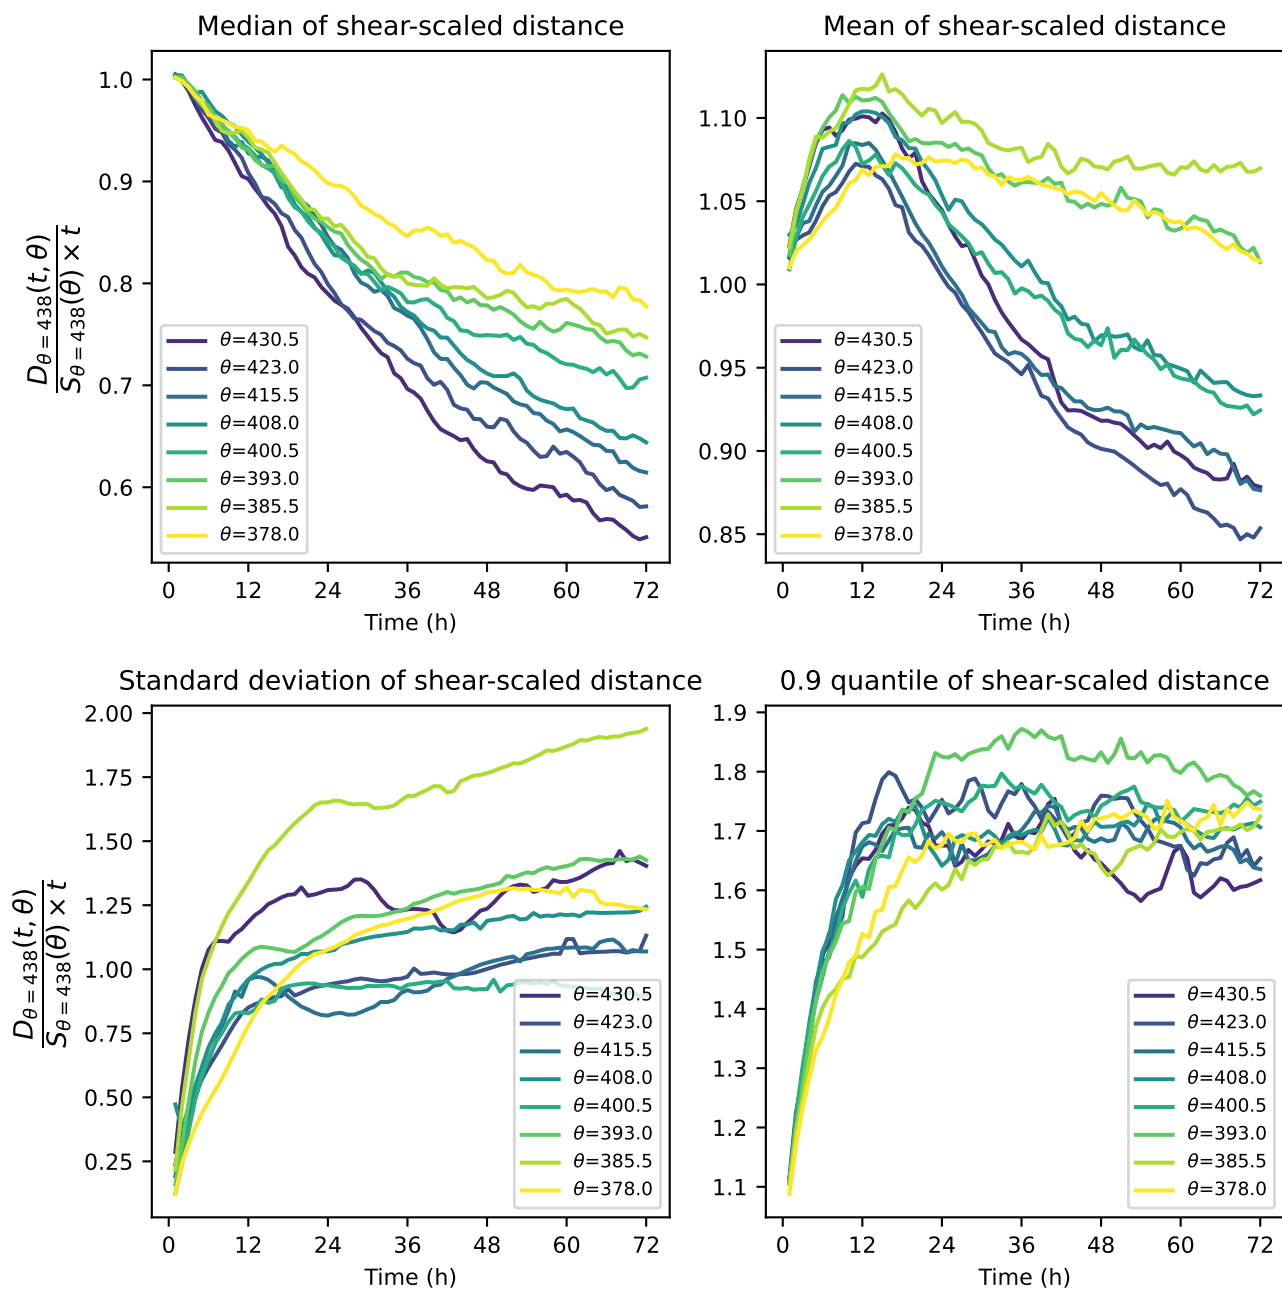 Median of shear-scaled distance
Mean of shear-scaled distance
D_{θ=438}(t, θ)
S_{θ=438}(θ) × t
1.0
0.9
0.8
0.7
0.6
θ=430.5
θ=423.0
θ=415.5
θ=408.0
θ=400.5
θ=393.0
θ=385.5
θ=378.0
0 12 24 36 48 60 72
Time (h)
1.10
1.05
1.00
0.95
0.90
0.85
θ=430.5
θ=423.0
θ=415.5
θ=408.0
θ=400.5
θ=393.0
θ=385.5
θ=378.0
0 12 24 36 48 60 72
Time (h)
Standard deviation of shear-scaled distance
0.9 quantile of shear-scaled distance
D_{θ=438}(t, θ)
S_{θ=438}(θ) × t
2.00
1.75
1.50
1.25
1.00
0.75
0.50
0.25
θ=430.5
θ=423.0
θ=415.5
θ=408.0
θ=400.5
θ=393.0
θ=385.5
θ=378.0
0 12 24 36 48 60 72
Time (h)
1.9
1.8
1.7
1.6
1.5
1.4
1.3
1.2
1.1
θ=430.5
θ=423.0
θ=415.5
θ=408.0
θ=400.5
θ=393.0
θ=385.5
θ=378.0
0 12 24 36 48 60 72
Time (h)